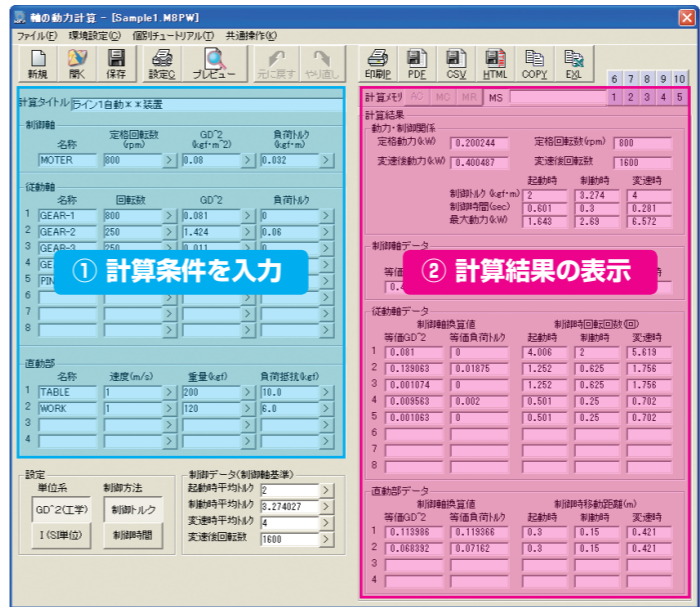 軸の動力計算 - [Sample1.M8PW]
ファイル(F) 環境設定(C) 個別チュートリアル(T) 共通操作(K)
新規 開く 保存 設定C プレビュー 元に戻す やり直し 印刷P PDF CSV HTML COPY EXL
6 7 8 9 10
計算タイトル ライン1自動xx装置
計算メモリ AC MC MR MS 1 2 3 4 5
制御軸
名称 定格回転数(rpm) GD^2(kgf・m^2) 負荷トルク(kgf・m)
MOTER 800 > 0.08 > 0.032 >
従動軸
名称 回転数 GD^2 負荷トルク
1 GEAR-1 800 > 0.081 > 0 >
2 GEAR-2 250 > 1.424 > 0.06 >
3 GEAR-3 250 > 0.011 > 0 >
4 GE
5 PIN
6 > > >
7 > > >
8 > > >
① 計算条件を入力
直動部
名称 速度(m/s) 重量(kgf) 負荷抵抗(kgf)
1 TABLE 1 > 200 > 10.0 >
2 WORK 1 > 120 > 6.0 >
3 > > >
4 > > >
設定
単位系 制御方法
GD^2(工学) 制御トルク
I(SI単位) 制御時間
制御データ(制御軸基準)
起動時平均トルク 2 >
制動時平均トルク 3.274027 >
変速時平均トルク 4 >
変速後回転数 1600 >
計算結果
動力・制御関係
定格動力(kW) 0.200244 定格回転数(rpm) 800
変速後動力(kW) 0.400487 変速後回転数 1600
起動時 制動時 変速時
制御トルク(kgf・m) 2 3.274 4
制御時間(sec) 0.601 0.3 0.281
最大動力(kW) 1.643 2.69 6.572
制御軸データ
等価
時
② 計算結果の表示
従動軸データ
制御軸換算値 制御時回転回数(回)
等価GD^2 等価負荷トルク 起動時 制動時 変速時
1 0.081 0 4.006 2 5.619
2 0.139063 0.01875 1.252 0.625 1.756
3 0.001074 0 1.252 0.625 1.756
4 0.009563 0.002 0.501 0.25 0.702
5 0.001063 0 0.501 0.25 0.702
6
7
8
直動部データ
制御軸換算値 制御時移動距離(m)
等価GD^2 等価負荷トルク 起動時 制動時 変速時
1 0.113986 0.119366 0.3 0.15 0.421
2 0.068392 0.07162 0.3 0.15 0.421
3
4